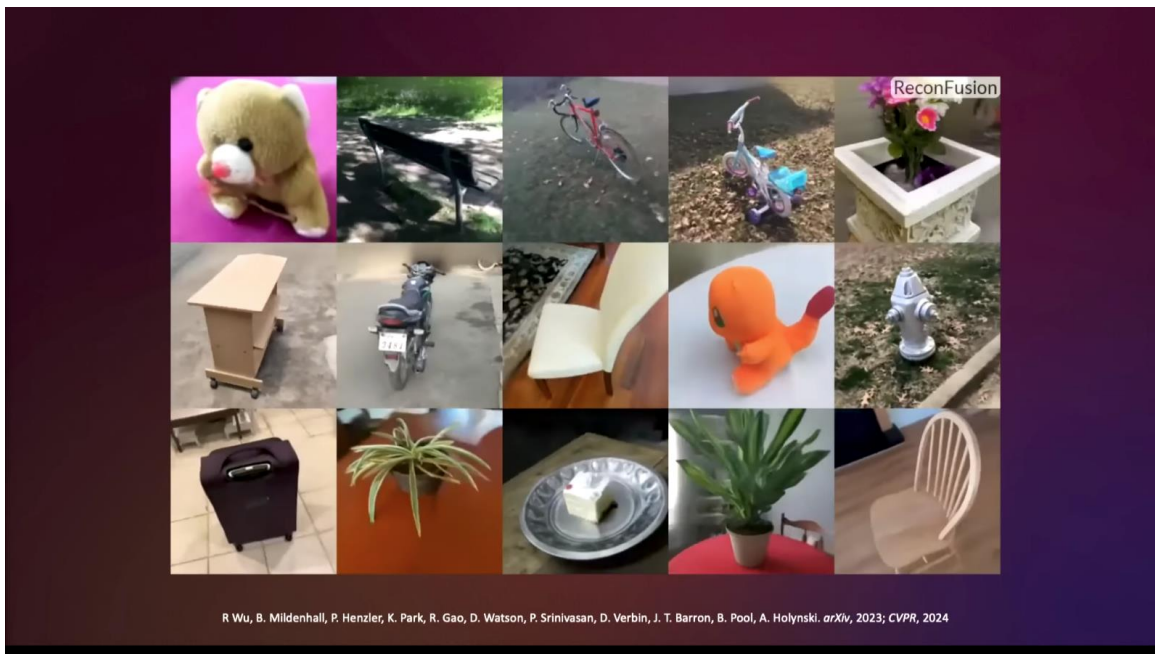 ReconFusion
R Wu, B. Mildenhall, P. Henzler, K. Park, R. Gao, D. Watson, P. Srinivasan, D. Verbin, J. T. Barron, B. Pool, A. Holynski. arXiv, 2023; CVPR, 2024